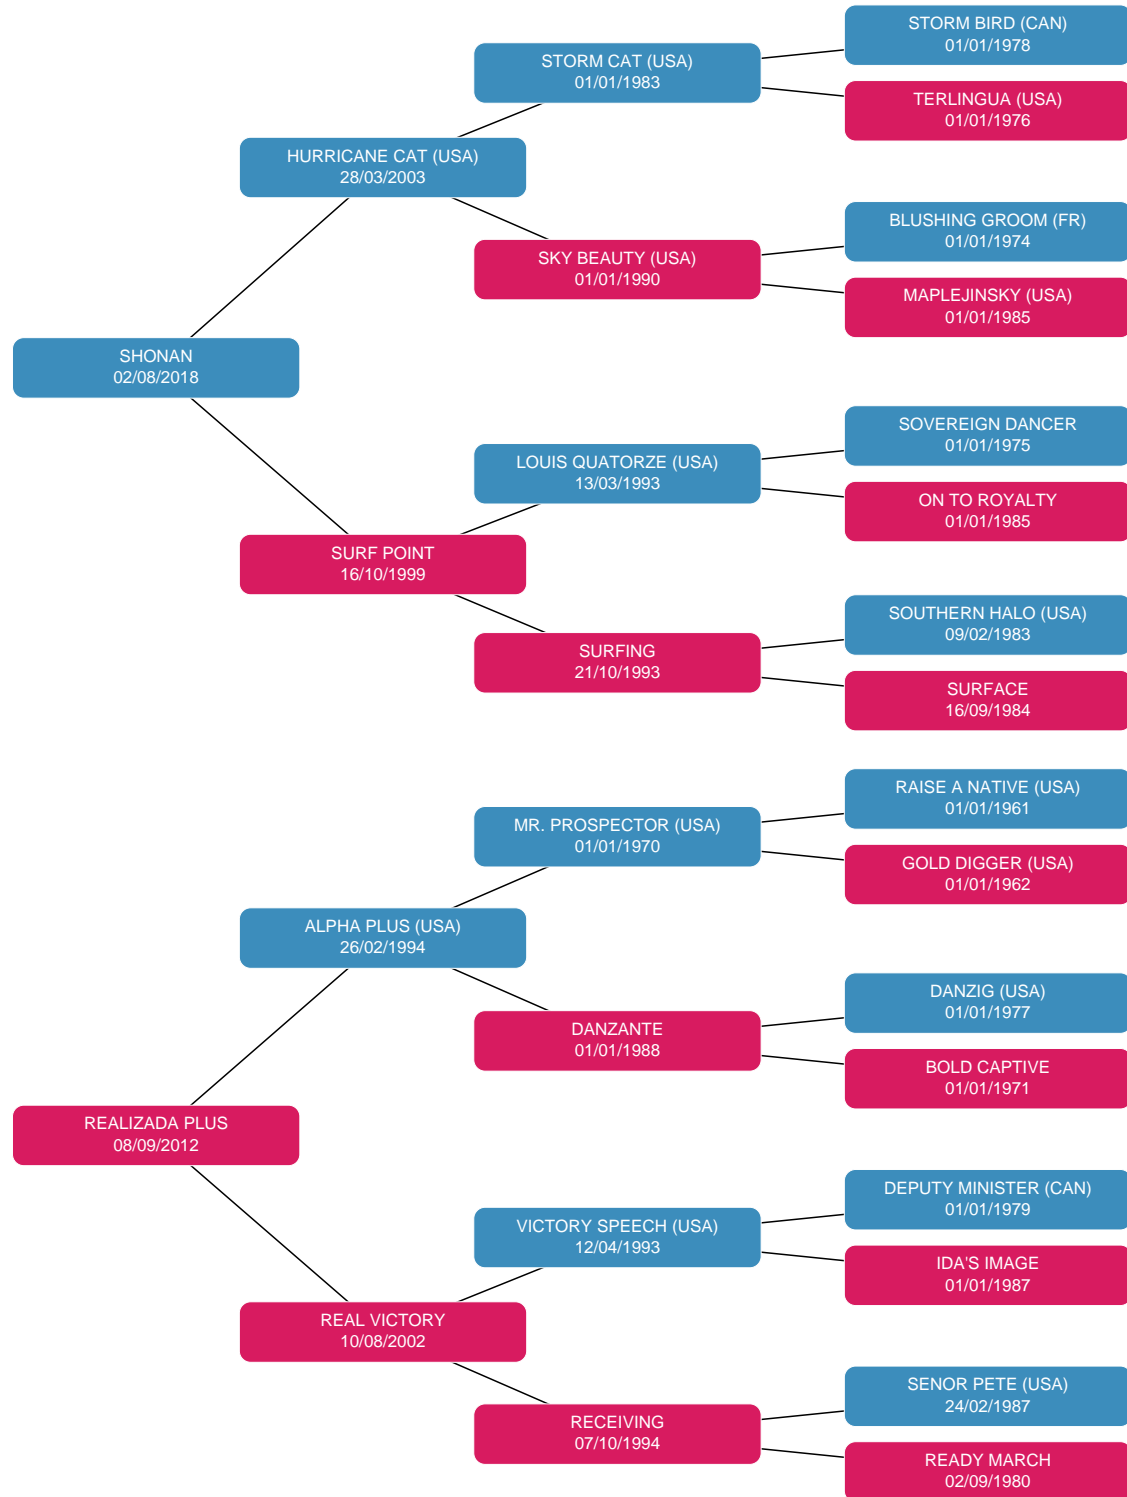 STORM BIRD (CAN)
01/01/1978
STORM CAT (USA)
01/01/1983
TERLINGUA (USA)
01/01/1976
HURRICANE CAT (USA)
28/03/2003
BLUSHING GROOM (FR)
01/01/1974
SKY BEAUTY (USA)
01/01/1990
MAPLEJINSKY (USA)
01/01/1985
SHONAN
02/08/2018
SOVEREIGN DANCER
01/01/1975
LOUIS QUATORZE (USA)
13/03/1993
ON TO ROYALTY
01/01/1985
SURF POINT
16/10/1999
SOUTHERN HALO (USA)
09/02/1983
SURFING
21/10/1993
SURFACE
16/09/1984
RAISE A NATIVE (USA)
01/01/1961
MR. PROSPECTOR (USA)
01/01/1970
GOLD DIGGER (USA)
01/01/1962
ALPHA PLUS (USA)
26/02/1994
DANZIG (USA)
01/01/1977
DANZANTE
01/01/1988
BOLD CAPTIVE
01/01/1971
REALIZADA PLUS
08/09/2012
DEPUTY MINISTER (CAN)
01/01/1979
VICTORY SPEECH (USA)
12/04/1993
IDA'S IMAGE
01/01/1987
REAL VICTORY
10/08/2002
SENOR PETE (USA)
24/02/1987
RECEIVING
07/10/1994
READY MARCH
02/09/1980